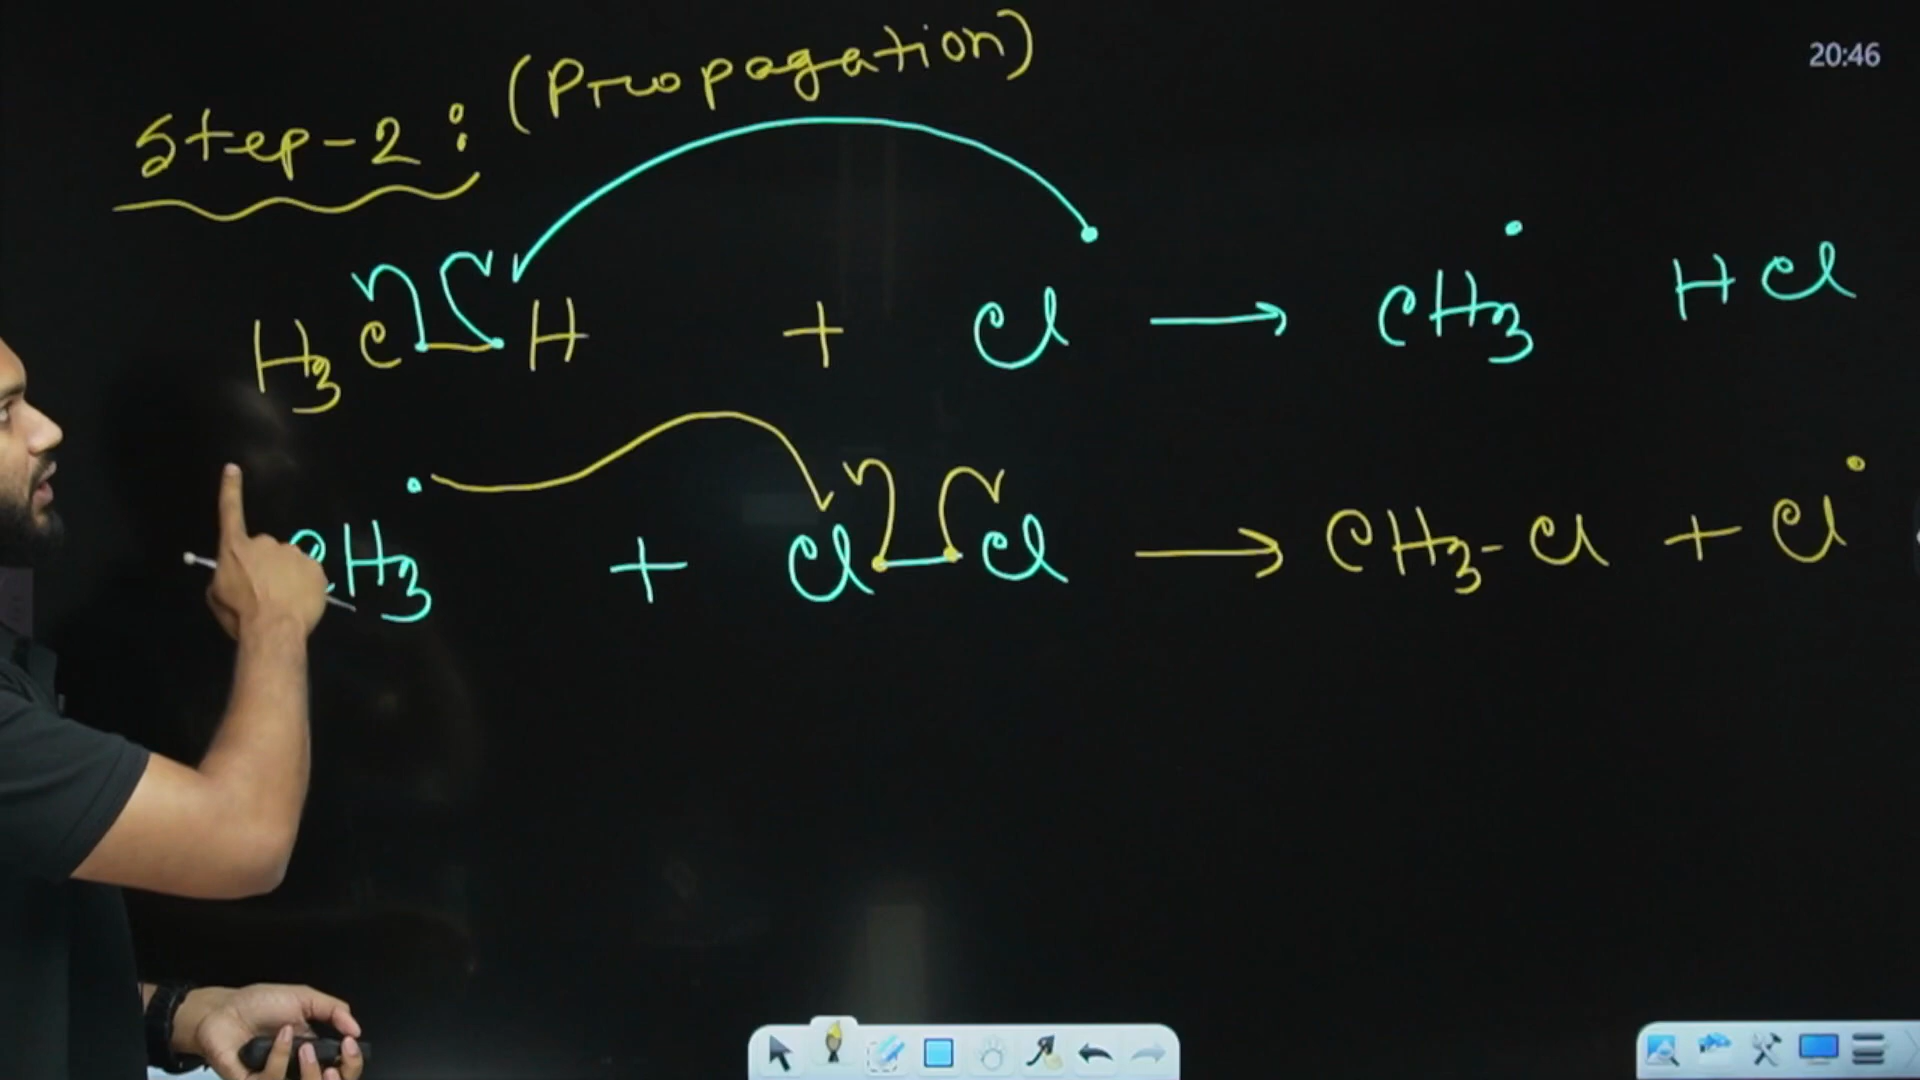 20:46
Step-2: (Propagation)
H₃C-H + Cl• → CH₃• HCl
CH₃• + Cl-Cl → CH₃-Cl + Cl•